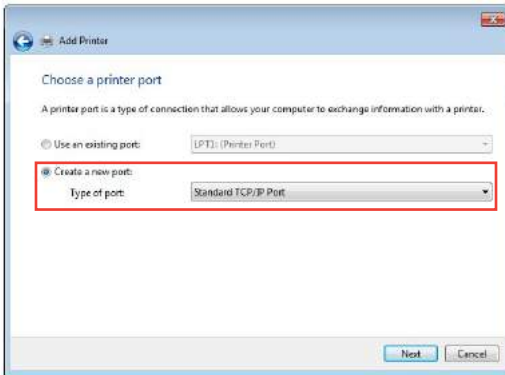 Add Printer
Choose a printer port
A printer port is a type of connection that allows your computer to exchange information with a printer.
Use an existing port: LPT1: (Printer Port)
Create a new port:
Type of port: Standard TCP/IP Port
Next Cancel